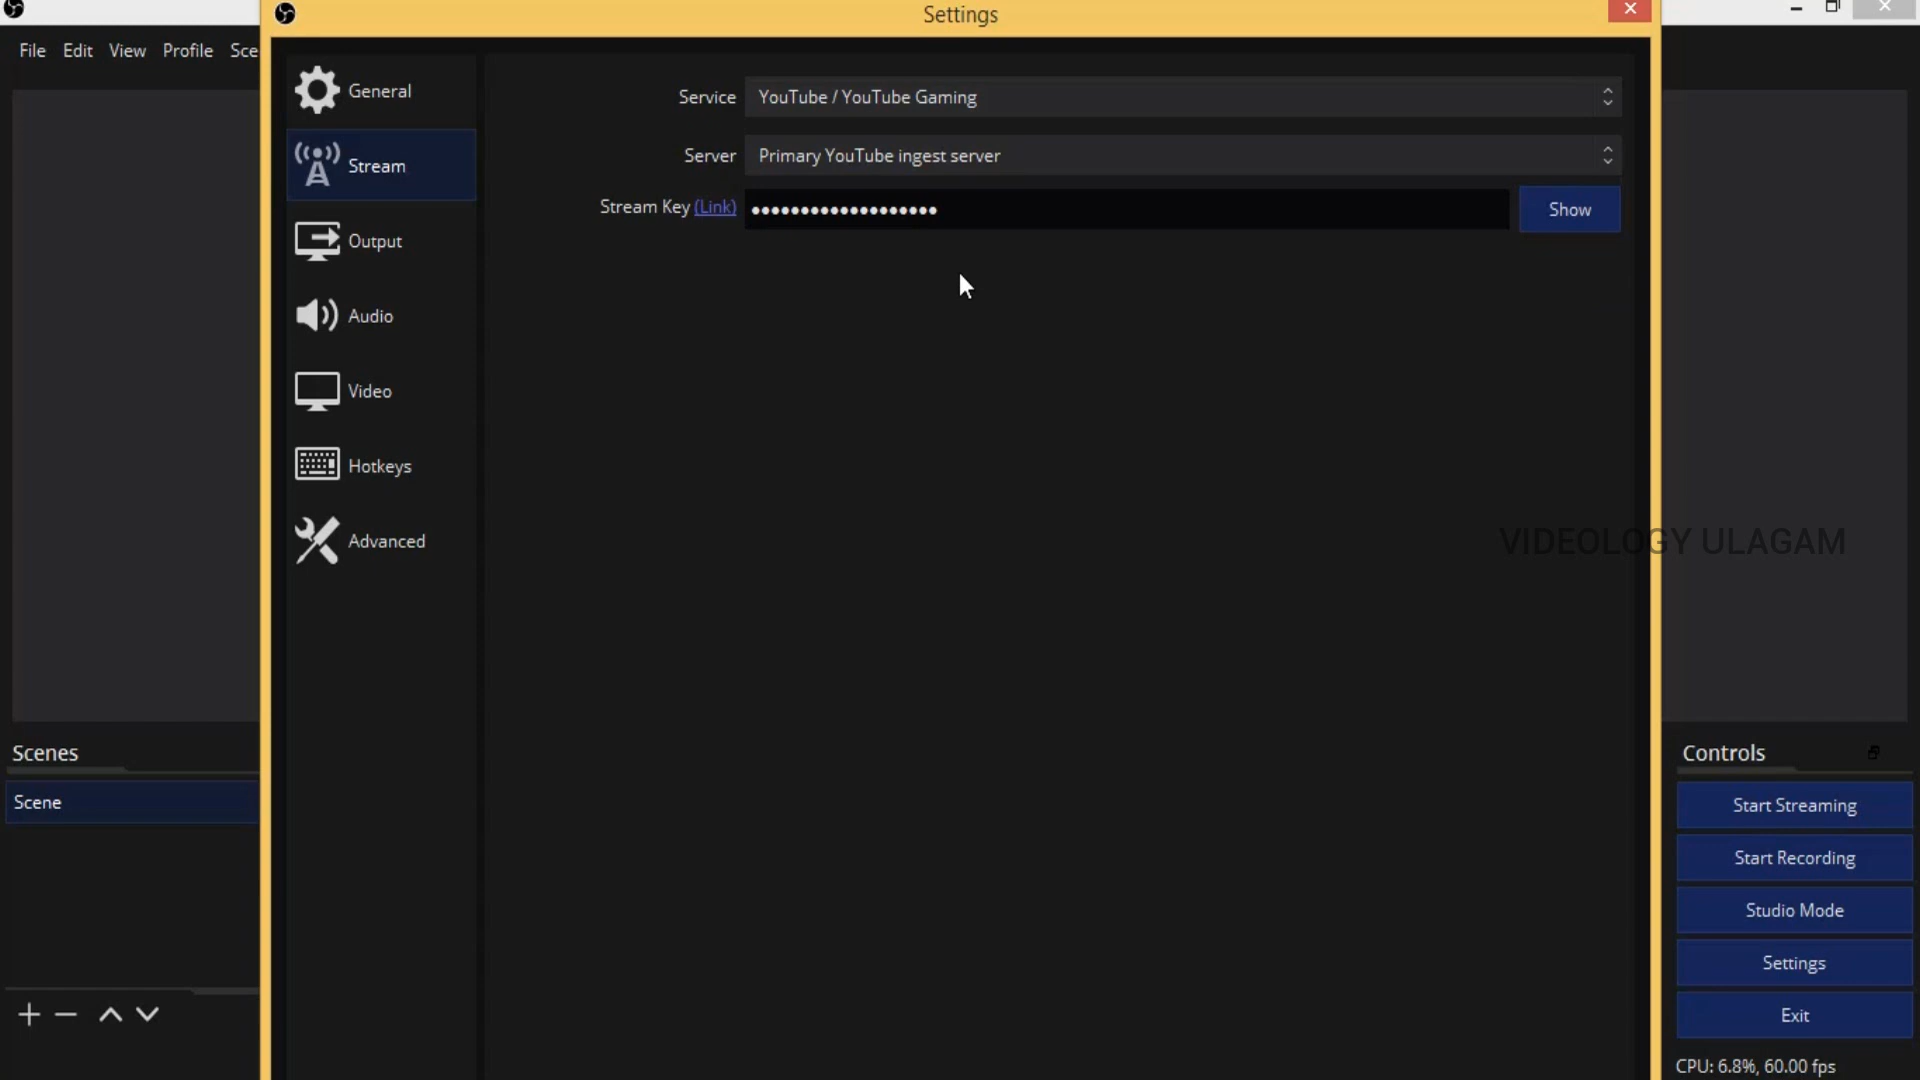 Settings
File Edit View Profile Sce
General
Stream
Output
Audio
Video
Hotkeys
Advanced
Service YouTube / YouTube Gaming
Server Primary YouTube ingest server
Stream Key (Link) ●●●●●●●●●●●●●●●●●●● Show
VIDEOLOGY ULAGAM
Scenes
Scene
Controls
Start Streaming
Start Recording
Studio Mode
Settings
Exit
CPU: 6.8%, 60.00 fps